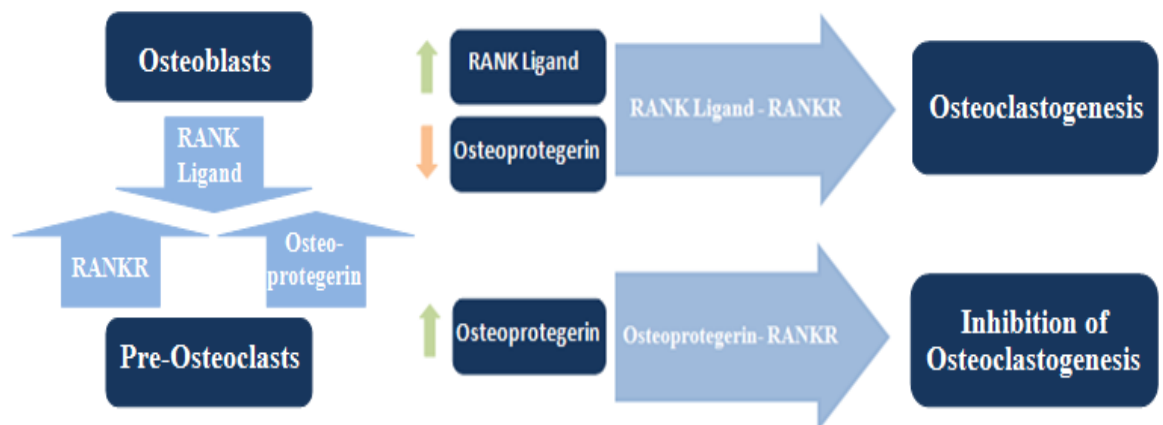 Osteoblasts
RANK
Ligand
RANKR
Osteo-
protegerin
Pre-Osteoclasts
RANK Ligand
Osteoprotegerin
RANK Ligand - RANKR
Osteoclastogenesis
Osteoprotegerin
Osteoprotegerin- RANKR
Inhibition of
Osteoclastogenesis